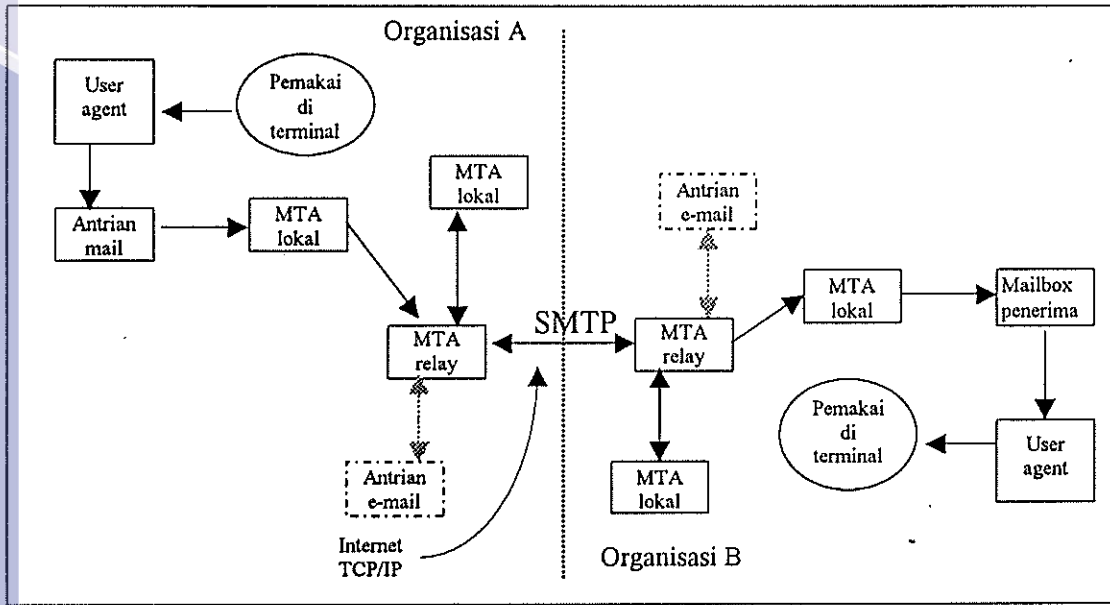 Organisasi A
User
agent
Pemakai
di
terminal
MTA
lokal
Antrian
mail
MTA
lokal
MTA
relay
Antrian
e-mail
Internet
TCP/IP
SMTP
Antrian
e-mail
MTA
relay
MTA
lokal
Mailbox
penerima
MTA
lokal
Pemakai
di
terminal
User
agent
Organisasi B